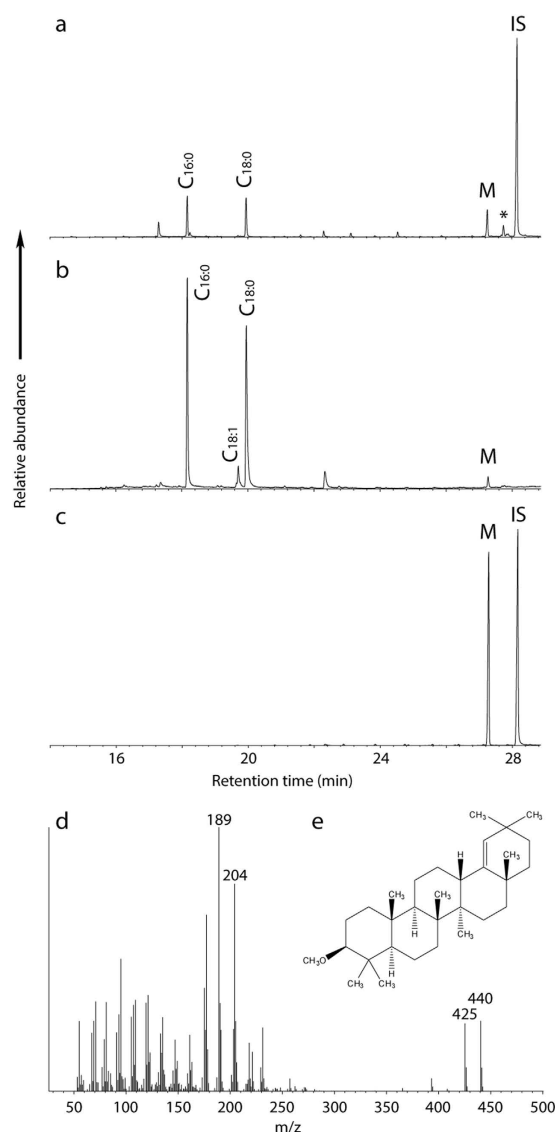 a
IS
C16:0
C18:0
M
*
b
C16:0
C18:1
C18:0
M
Relative abundance
c
M
IS
16 20 24 28
Retention time (min)
d
189
204
e
CH3 CH3
H
CH3
CH3
CH3
H
CH3
CH3O
H
CH3 CH3
440
425
50 100 150 200 250 300 350 400 450 500
m/z